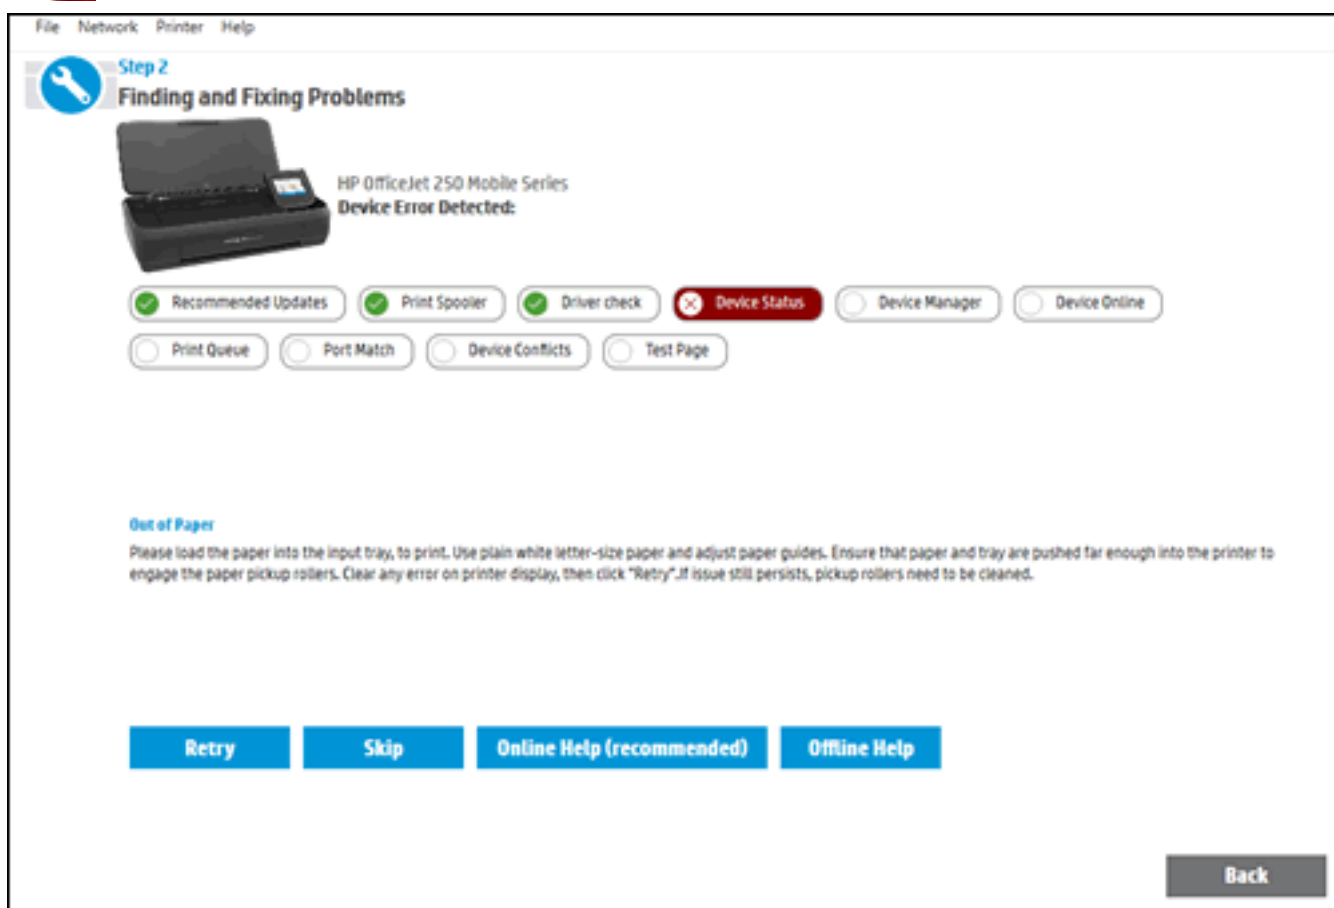 File Network Printer Help
Step 2
Finding and Fixing Problems
HP OfficeJet 250 Mobile Series
Device Error Detected:
Recommended Updates Print Spooler Driver check Device Status Device Manager Device Online
Print Queue Port Match Device Conflicts Test Page
Out of Paper
Please load the paper into the input tray, to print. Use plain white letter-size paper and adjust paper guides. Ensure that paper and tray are pushed far enough into the printer to
engage the paper pickup rollers. Clear any error on printer display, then click "Retry".If issue still persists, pickup rollers need to be cleaned.
Retry Skip Online Help (recommended) Offline Help
Back